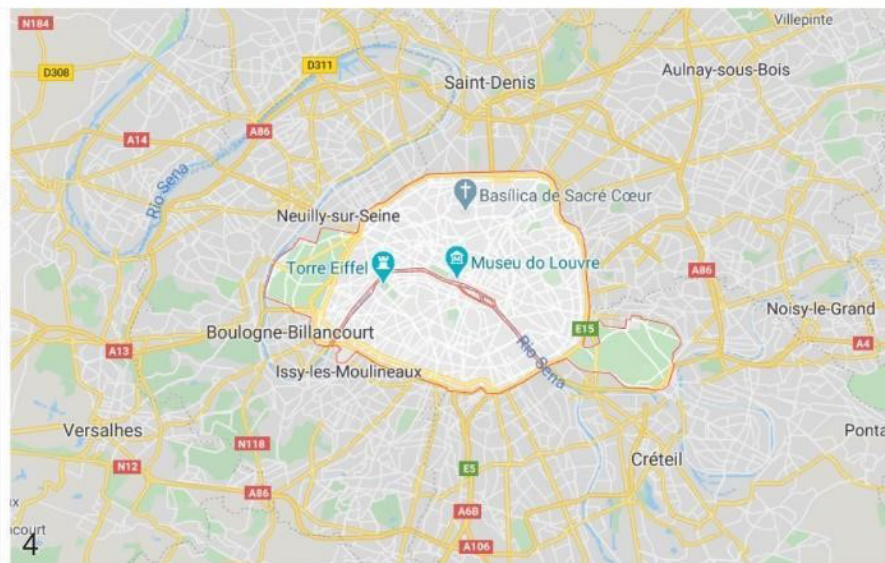 N184
Villepinte
D311
D308
Saint-Denis
Aulnay-sous-Bois
A86
A14
Rio Sena
Basílica de Sacré Cœur
Neuilly-sur-Seine
Torre Eiffel
Museu do Louvre
A86
Noisy-le-Grand
Boulogne-Billancourt
E15
A13
A4
Rio Sena
Issy-les-Moulineaux
Versalhes
N118
Ponta
E5
Créteil
N12
A86
A6B
ncourt
4
A106